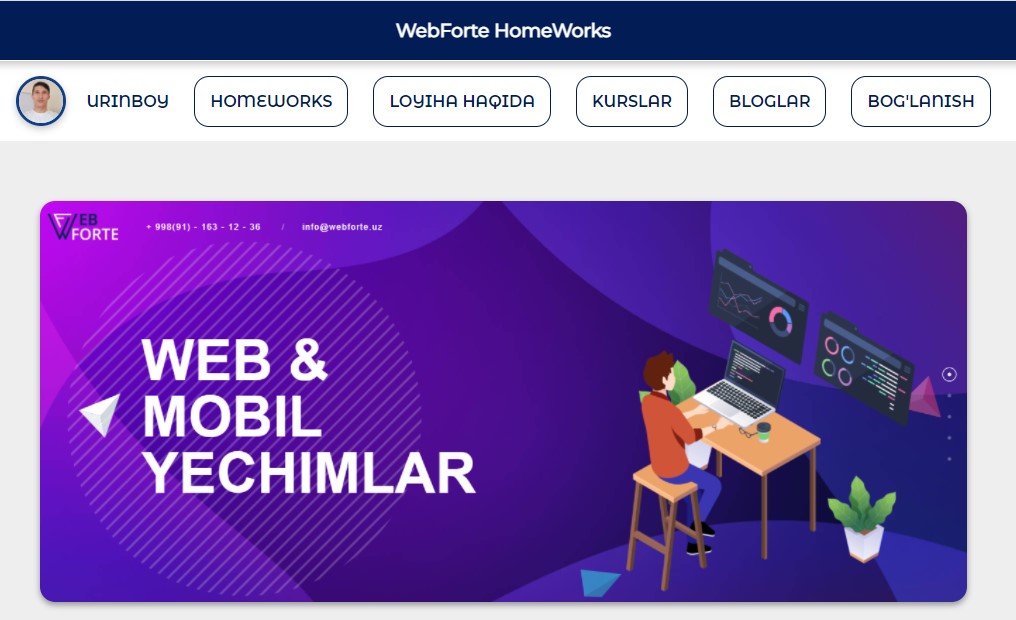 WebForte HomeWorks
URINBOY HOMEWORKS LOYIHA HAQIDA KURSLAR BLOGLAR BOG'LANISH
WEB
FORTE
+ 998(91) - 163 - 12 - 36 / info@webforte.uz
WEB &
MOBIL
YECHIMLAR